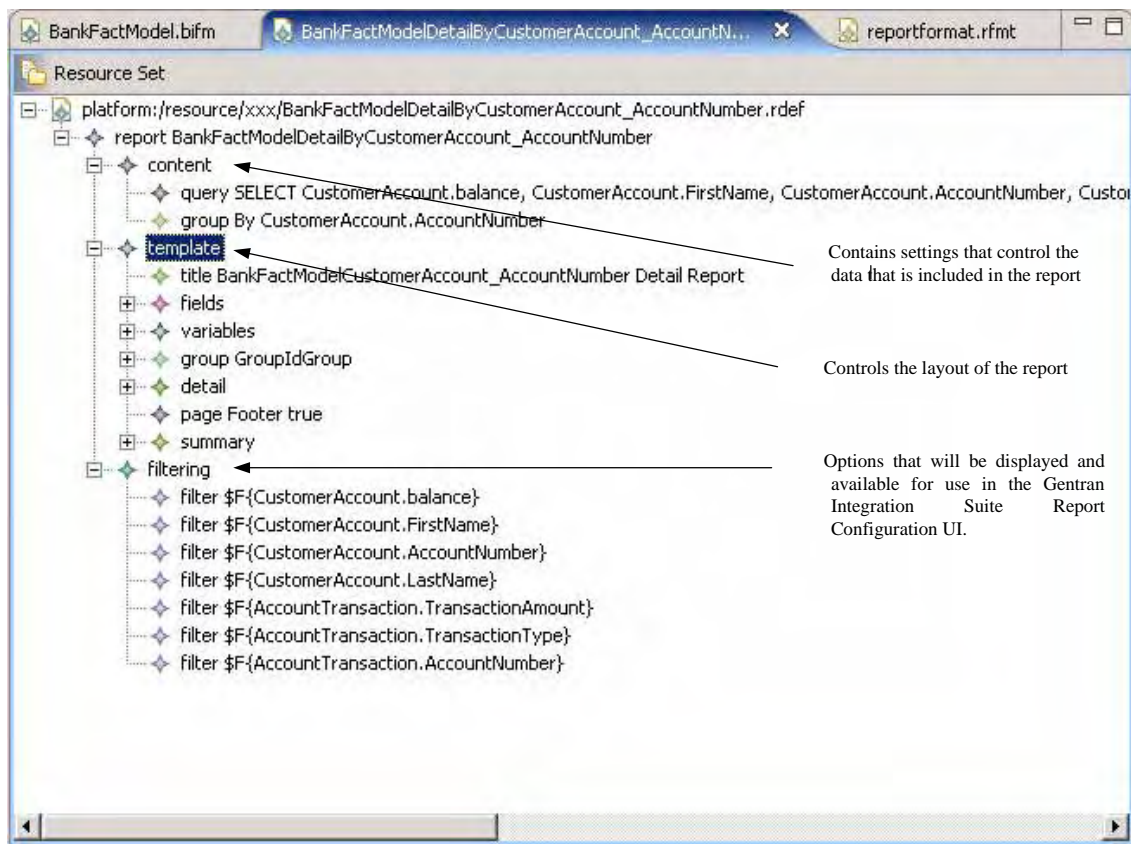 BankFactModel.bifm
BankFactModelDetailByCustomerAccount_AccountN...
reportformat.rfmt
Resource Set
platform:/resource/xxx/BankFactModelDetailByCustomerAccount_AccountNumber.rdef
report BankFactModelDetailByCustomerAccount_AccountNumber
content
query SELECT CustomerAccount.balance, CustomerAccount.FirstName, CustomerAccount.AccountNumber, Custo
group By CustomerAccount.AccountNumber
template
title BankFactModelCustomerAccount_AccountNumber Detail Report
fields
variables
group GroupIdGroup
detail
page Footer true
summary
filtering
filter $F{CustomerAccount.balance}
filter $F{CustomerAccount.FirstName}
filter $F{CustomerAccount.AccountNumber}
filter $F{CustomerAccount.LastName}
filter $F{AccountTransaction.TransactionAmount}
filter $F{AccountTransaction.TransactionType}
filter $F{AccountTransaction.AccountNumber}
Contains settings that control the
data that is included in the report
Controls the layout of the report
Options that will be displayed and
available for use in the Gentran
Integration Suite Report
Configuration UI.